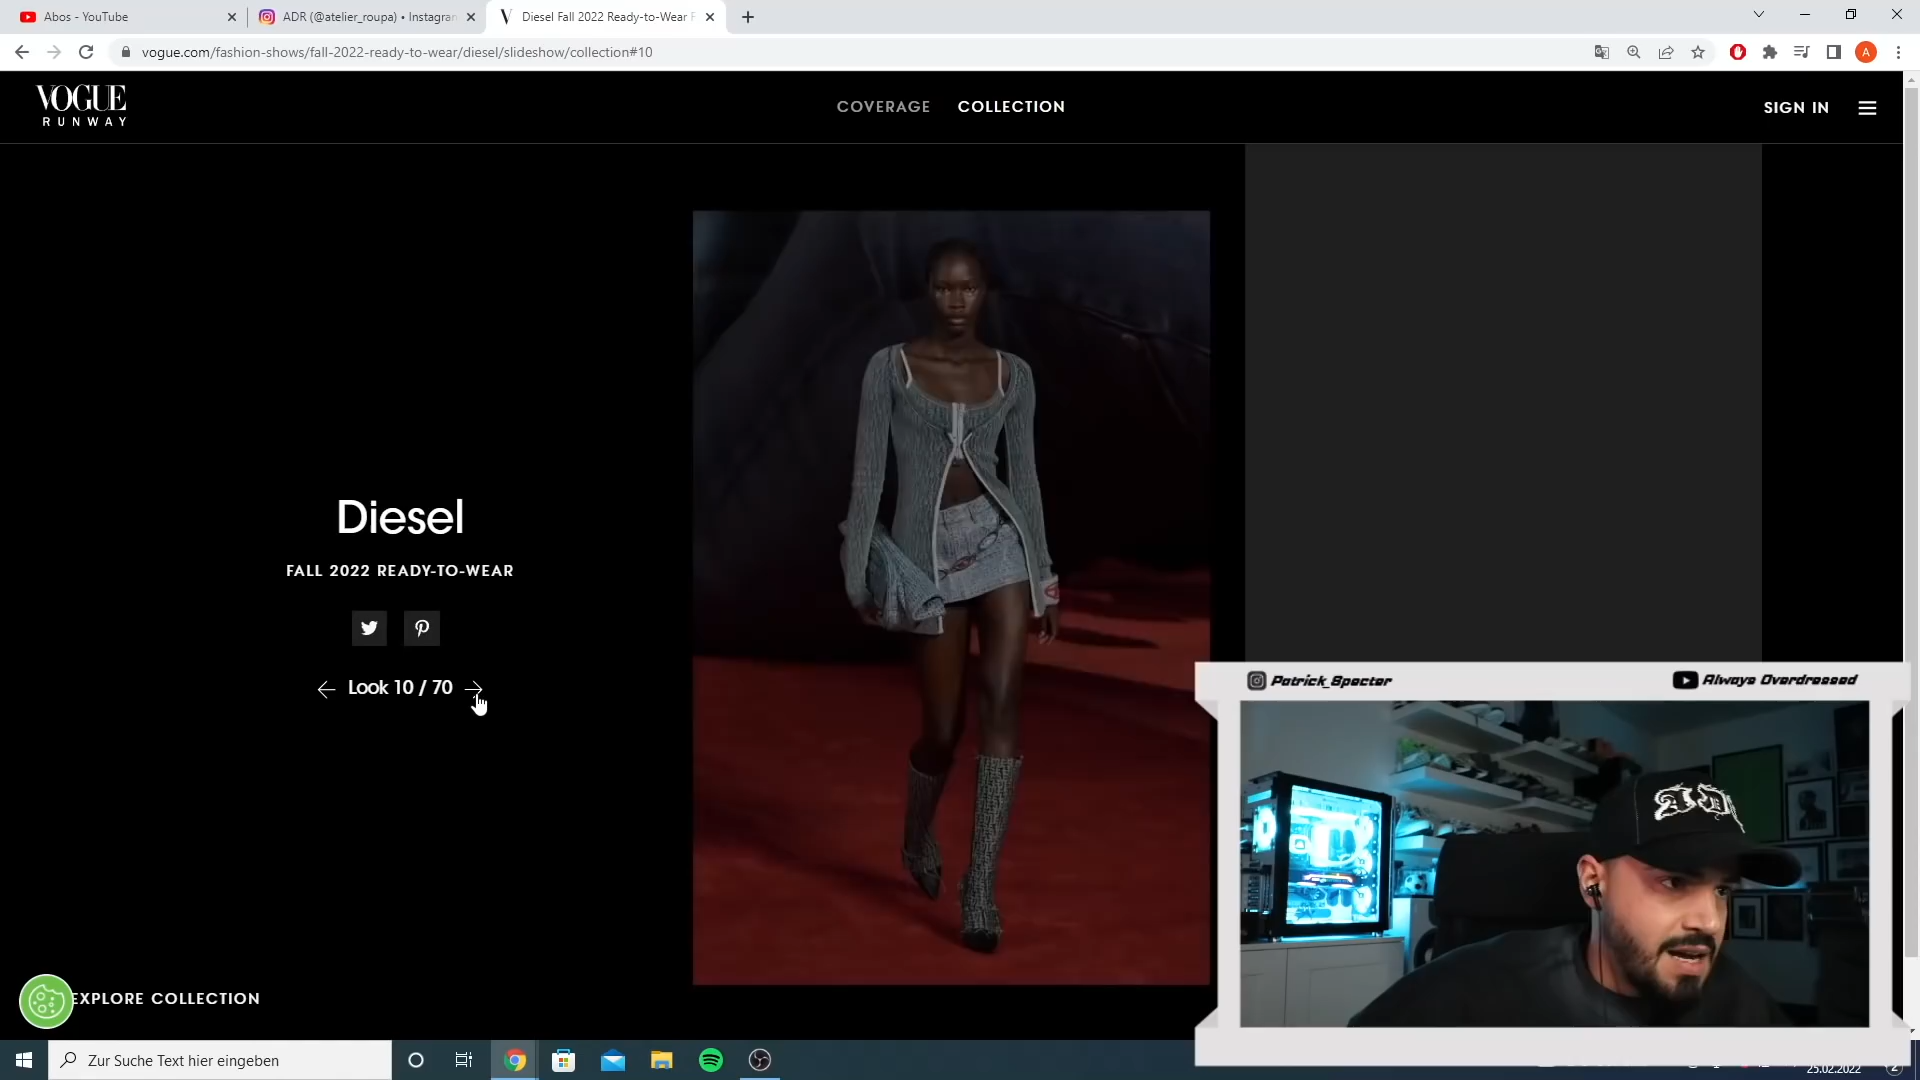 Abos - YouTube
ADR (@atelier_roupa) • Instagram
Diesel Fall 2022 Ready-to-Wear F
vogue.com/fashion-shows/fall-2022-ready-to-wear/diesel/slideshow/collection#10
A
VOGUE
RUNWAY
COVERAGE
COLLECTION
SIGN IN
Diesel
FALL 2022 READY-TO-WEAR
Look 10 / 70
Patrick_Specter
Always Overdressed
EXPLORE COLLECTION
Zur Suche Text hier eingeben
25.02.2022
2